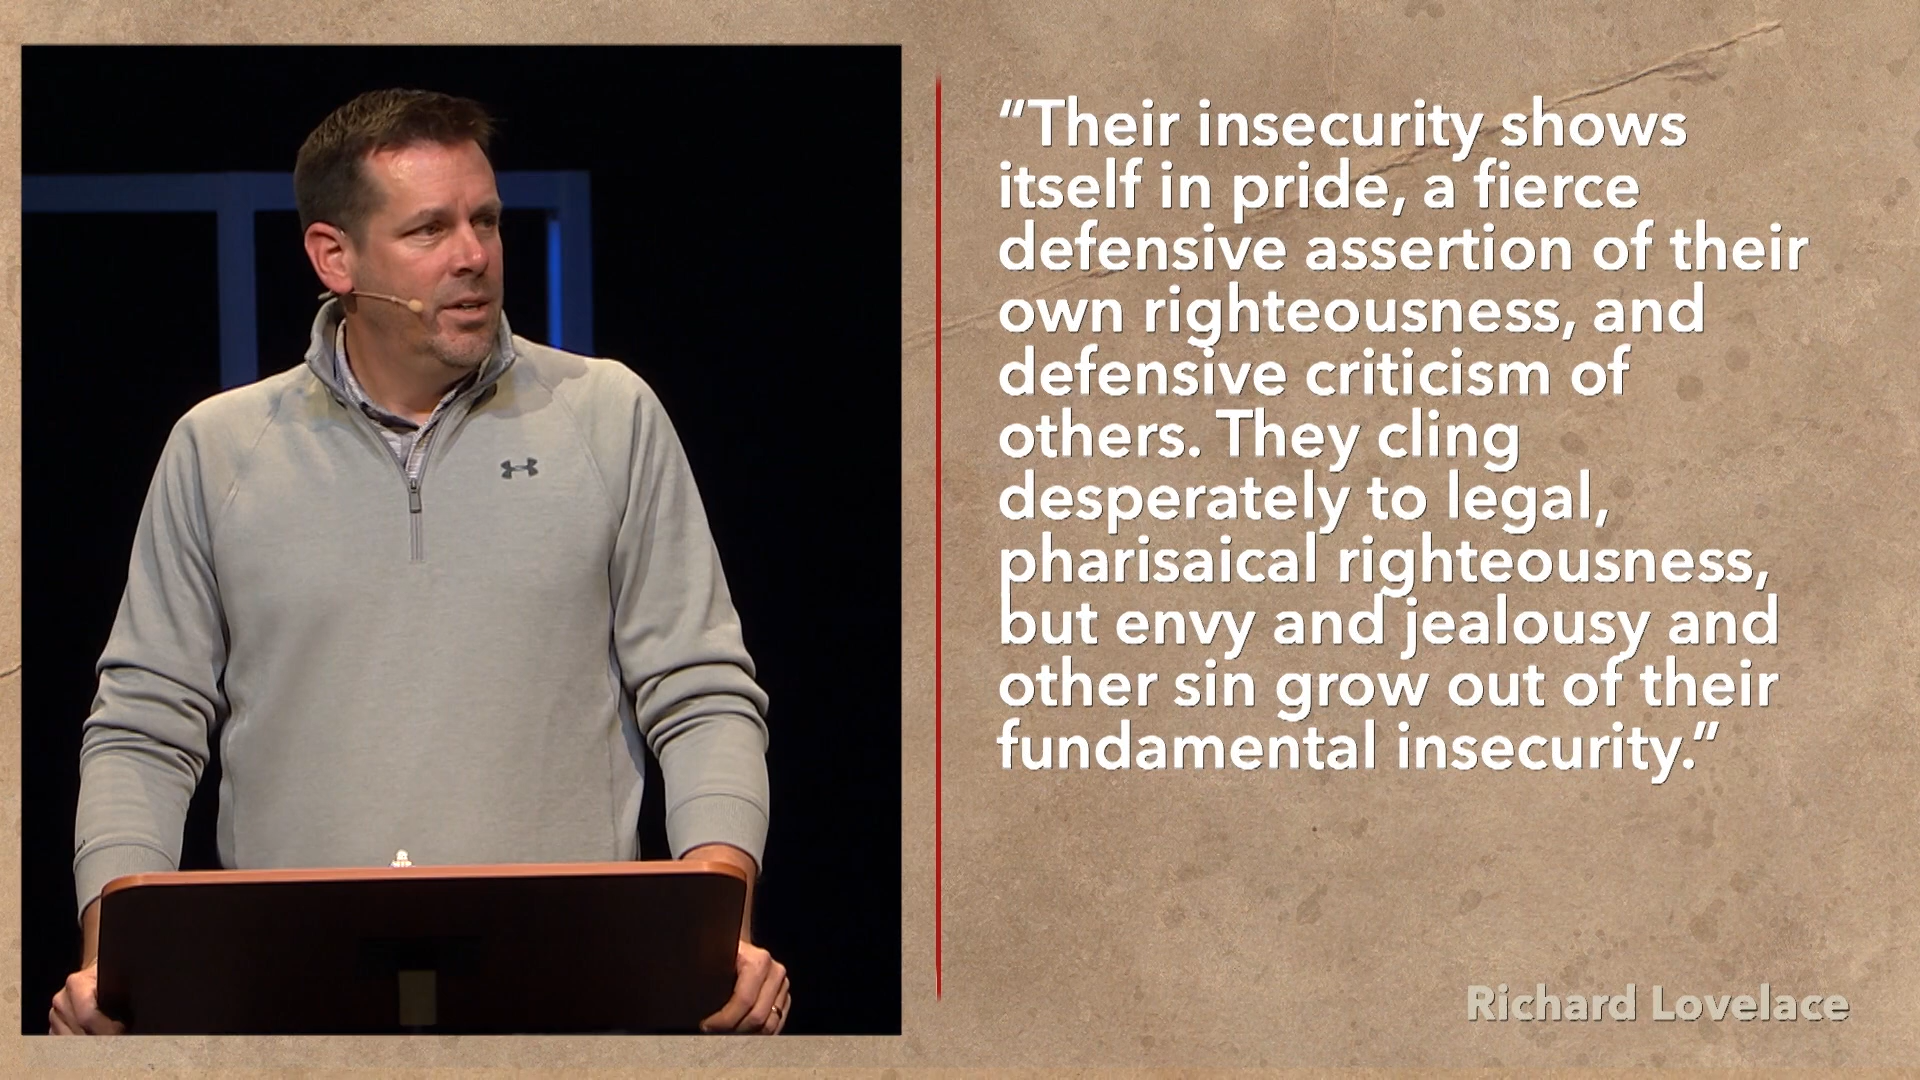 “Their insecurity shows
itself in pride, a fierce
defensive assertion of their
own righteousness, and
defensive criticism of
others. They cling
desperately to legal,
pharisaical righteousness,
but envy and jealousy and
other sin grow out of their
fundamental insecurity.”
Richard Lovelace